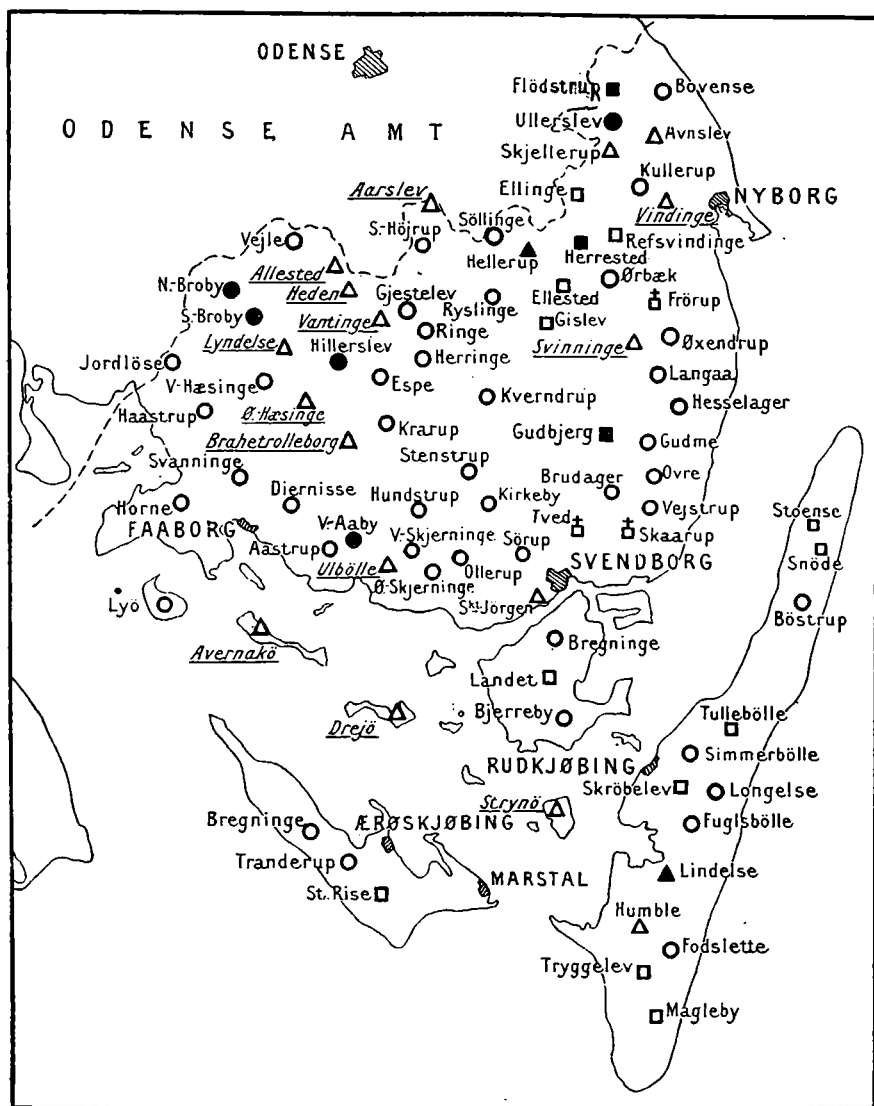 ODENSE
ODENSE AMT
Flödstrup
Bovense
Ullerslev
Avnslev
Skjellerup
Kullerup
Ellinge
NYBORG
Aarslev
Vindinge
Söllinge
S.-Höjrup
Vejle
Refsvindinge
Hellerup
Herrested
Allested
Ørbæk
N.-Broby
Heden
Gjestelev
Ryslinge
Ellested
Frörup
S.-Broby
Vantinge
Ringe
Gislev
Lyndelse
Hillerslev
Svinninge
Øxendrup
Jordlöse
Herringe
V-Hæsinge
Espe
Langaa
Haastrup
Ø.-Hæsinge
Kverndrup
Hesselager
Brahetrolleborg
Krarup
Gudbjerg
Gudme
Svanninge
Stenstrup
Brudager
Ovre
Horne
Diernisse
Hundstrup
Kirkeby
Vejstrup
Stoense
FAABORG
V.-Aaby
V.-Skjerninge
Sörup
Tved
Skaarup
Snöde
Aastrup
Ulbölle
Ollerup
SVENDBORG
Ø.-Skjerninge
Skt Jörgen
Böstrup
Lyö
Avernakö
Bregninge
Landet
Drejö
Bjerreby
Tullebölle
RUDKJØBING
Simmerbölle
Skröbelev
Longelse
Strynö
Bregninge
ÆRØSKJØBING
Fuglsbölle
Tranderup
MARSTAL
Lindelse
St. Rise
Humble
Fodslette
Tryggelev
Magleby